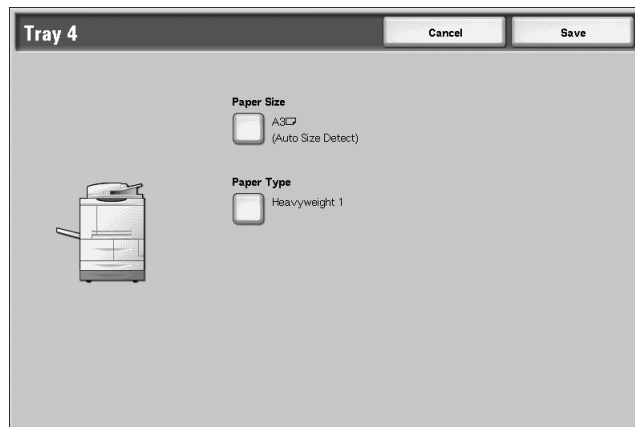 Tray 4
Cancel
Save
Paper Size
A3
(Auto Size Detect)
Paper Type
Heavyweight 1